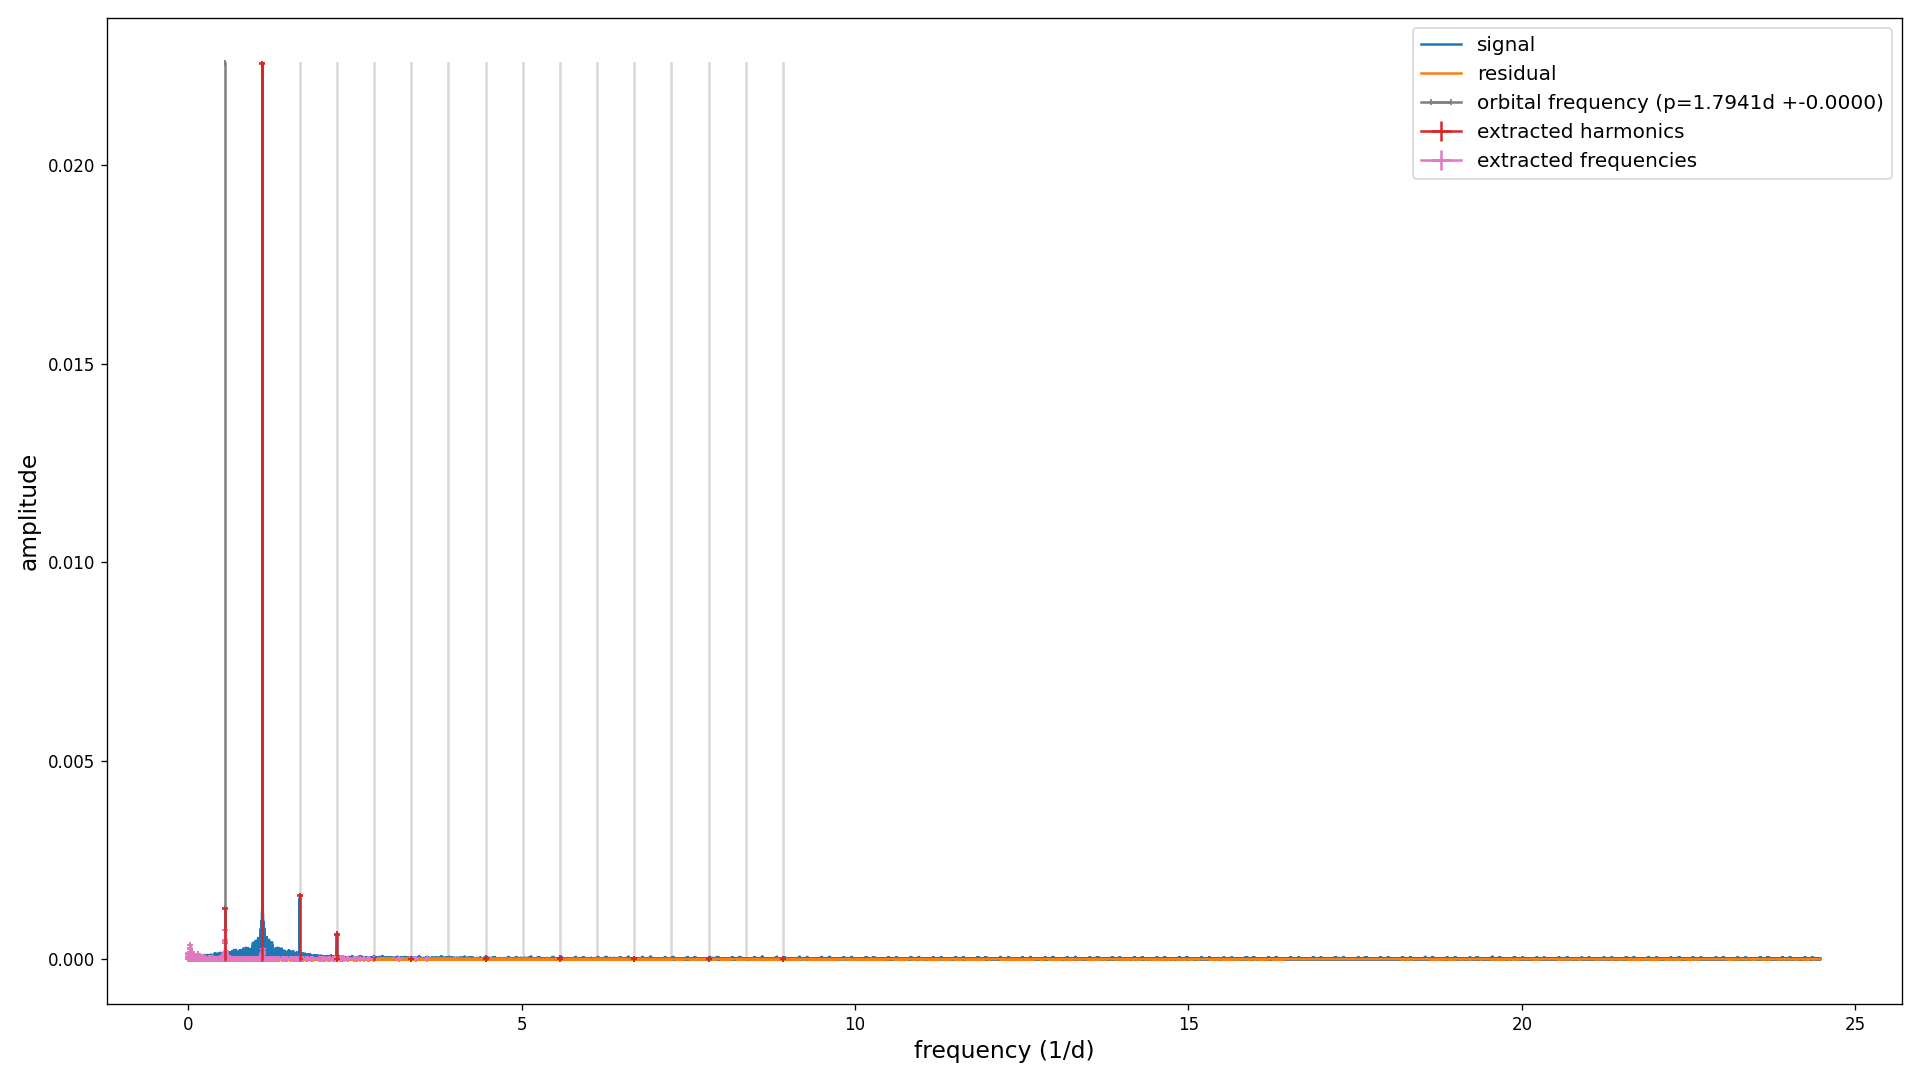 signal
residual
orbital frequency (p=1.7941d +-0.0000)
extracted harmonics
extracted frequencies
0.020
0.015
0.010
0.005
0.000
amplitude
0 5 10 15 20 25
frequency (1/d)